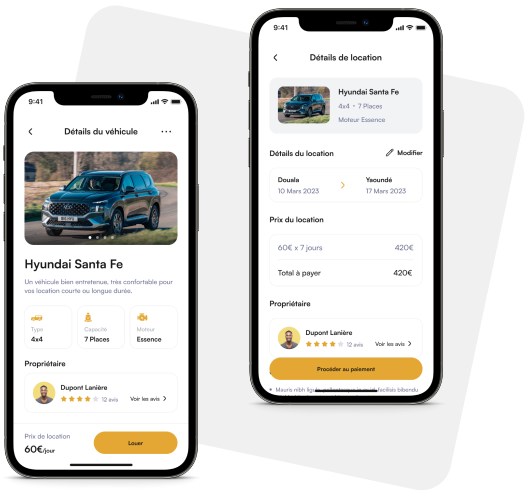 9:41
Détails du véhicule
Hyundai Santa Fe
Un véhicule bien entretenue, très confortable pour
vos location courte ou longue durée.
Type
4x4
Capacité
7 Places
Moteur
Essence
Propriétaire
Dupont Lanière
12 avis
Voir les avis
Prix de location
60€/jour
Louer
9:41
Détails de location
Hyundai Santa Fe
4x4 • 7 Places
Moteur Essence
Détails du location
Modifier
Douala
10 Mars 2023
Yaoundé
17 Mars 2023
Prix du location
60€ x 7 jours
420€
Total à payer
420€
Propriétaire
Dupont Lanière
12 avis
Voir les avis
Procéder au paiement
Mauris nibh facilisis bibendu